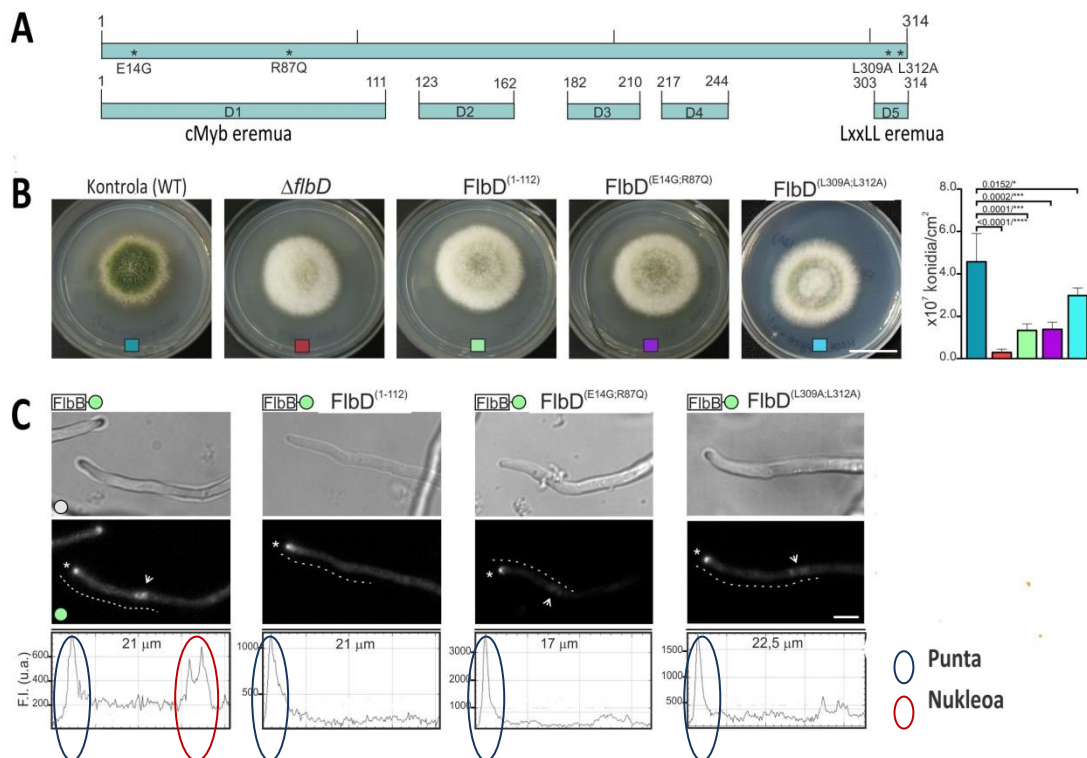 A
1 314
* * * *
E14G R87Q L309A L312A
1 111 123 162 182 210 217 244 303 314
D1 D2 D3 D4 D5
cMyb eremua LxxLL eremua
B
Kontrola (WT) ΔflbD FlbD(1-112) FlbD(E14G;R87Q) FlbD(L309A;L312A)
8.0
6.0
4.0
2.0
0.0
x10⁷ konidia/cm²
0.0152/*
0.0002/***
0.0001/***
<0.0001/****
C
FlbB FlbB FlbD(1-112) FlbB FlbD(E14G;R87Q) FlbB FlbD(L309A;L312A)
* * * *
F.I. (u.a.)
21 μm 21 μm 17 μm 22,5 μm
600 1000 3000 1500
400 500 2000 1000
200 1000 500
Punta
Nukleoa